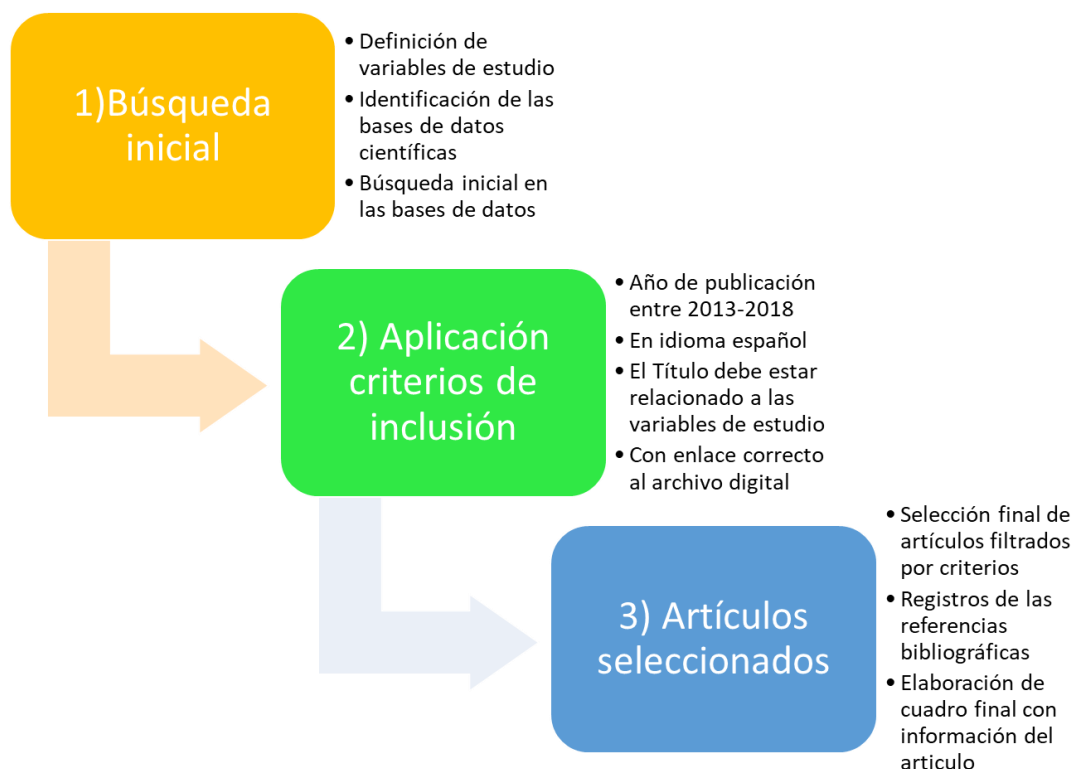 1)Búsqueda
inicial
• Definición de
variables de estudio
• Identificación de las
bases de datos
científicas
• Búsqueda inicial en
las bases de datos
2) Aplicación
criterios de
inclusión
• Año de publicación
entre 2013-2018
• En idioma español
• El Título debe estar
relacionado a las
variables de estudio
• Con enlace correcto
al archivo digital
3) Artículos
seleccionados
• Selección final de
artículos filtrados
por criterios
• Registros de las
referencias
bibliográficas
• Elaboración de
cuadro final con
información del
articulo